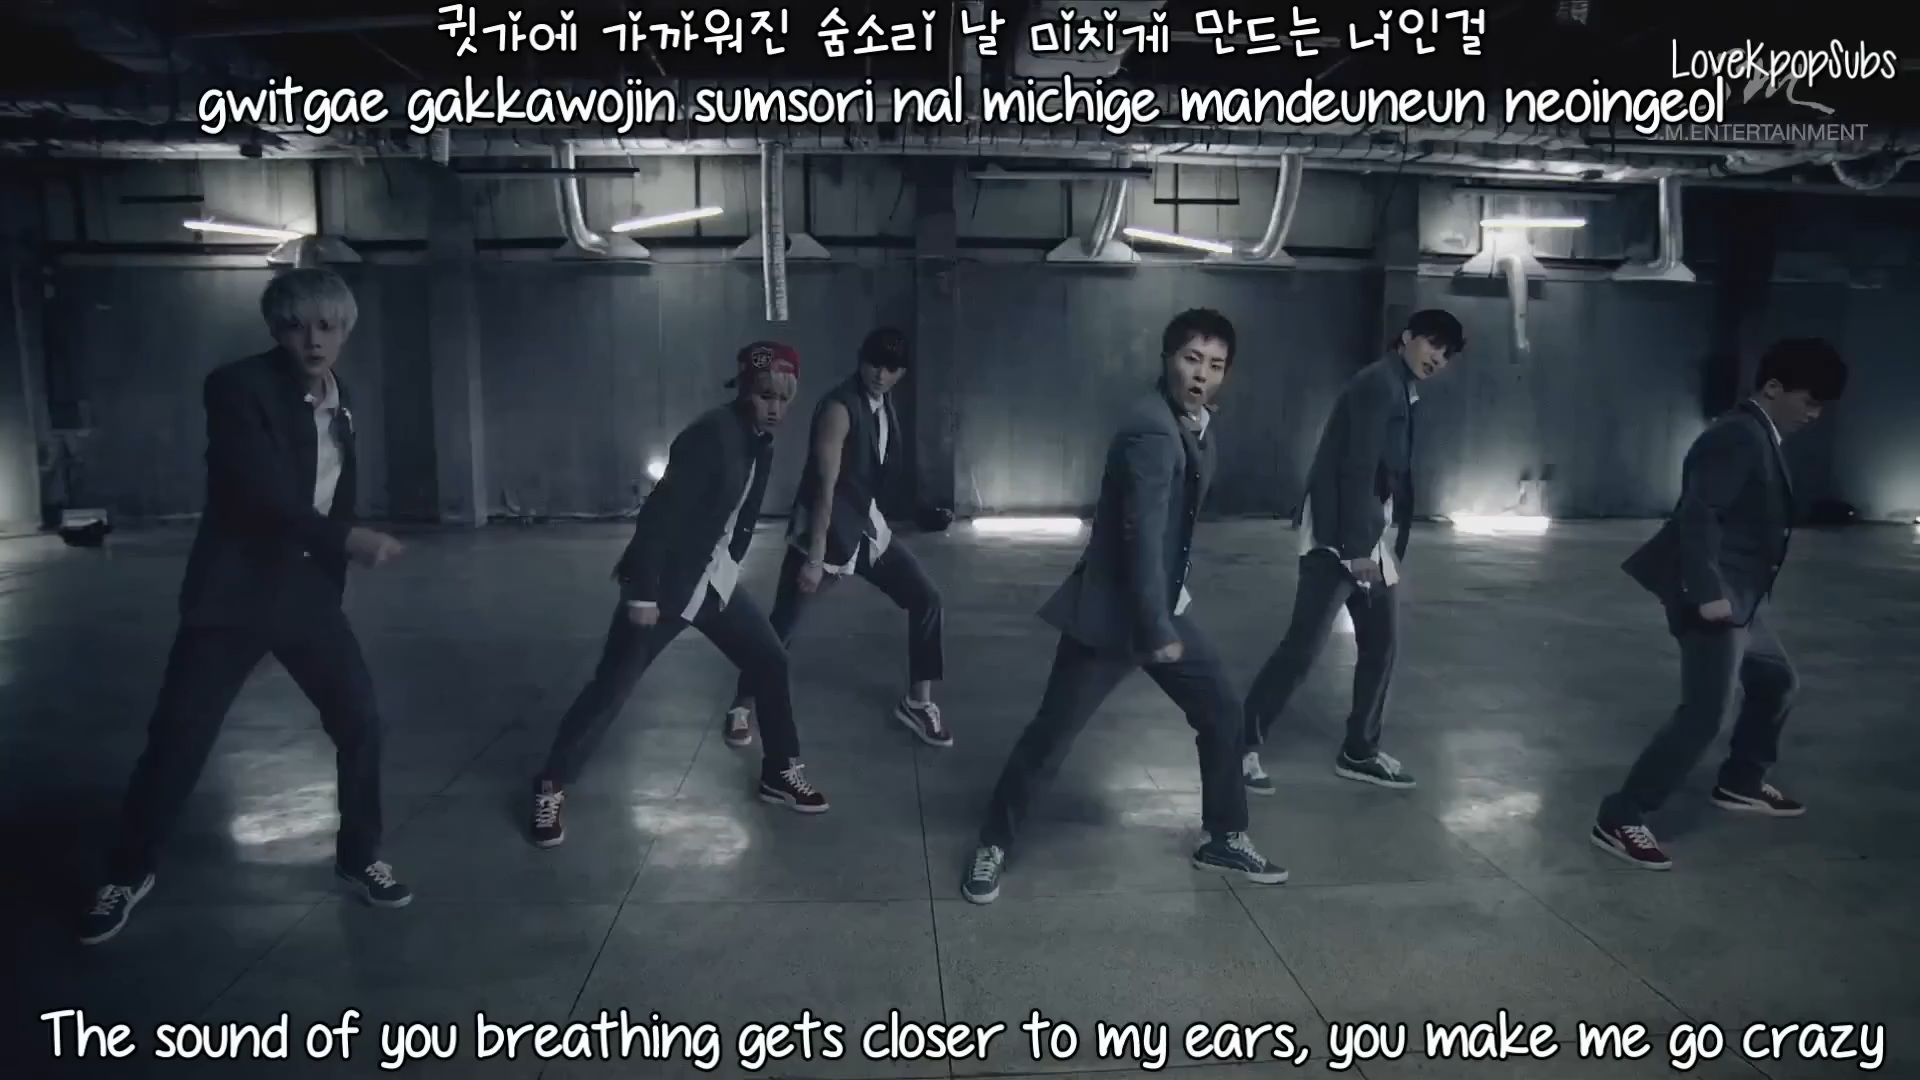 귓가에 가까워진 숨소리 날 미치게 만드는 너인걸
LoveKpopSubs
gwitgae gakkawojin sumsori nal michige mandeuneun neoingeol
S.M.ENTERTAINMENT
The sound of you breathing gets closer to my ears, you make me go crazy